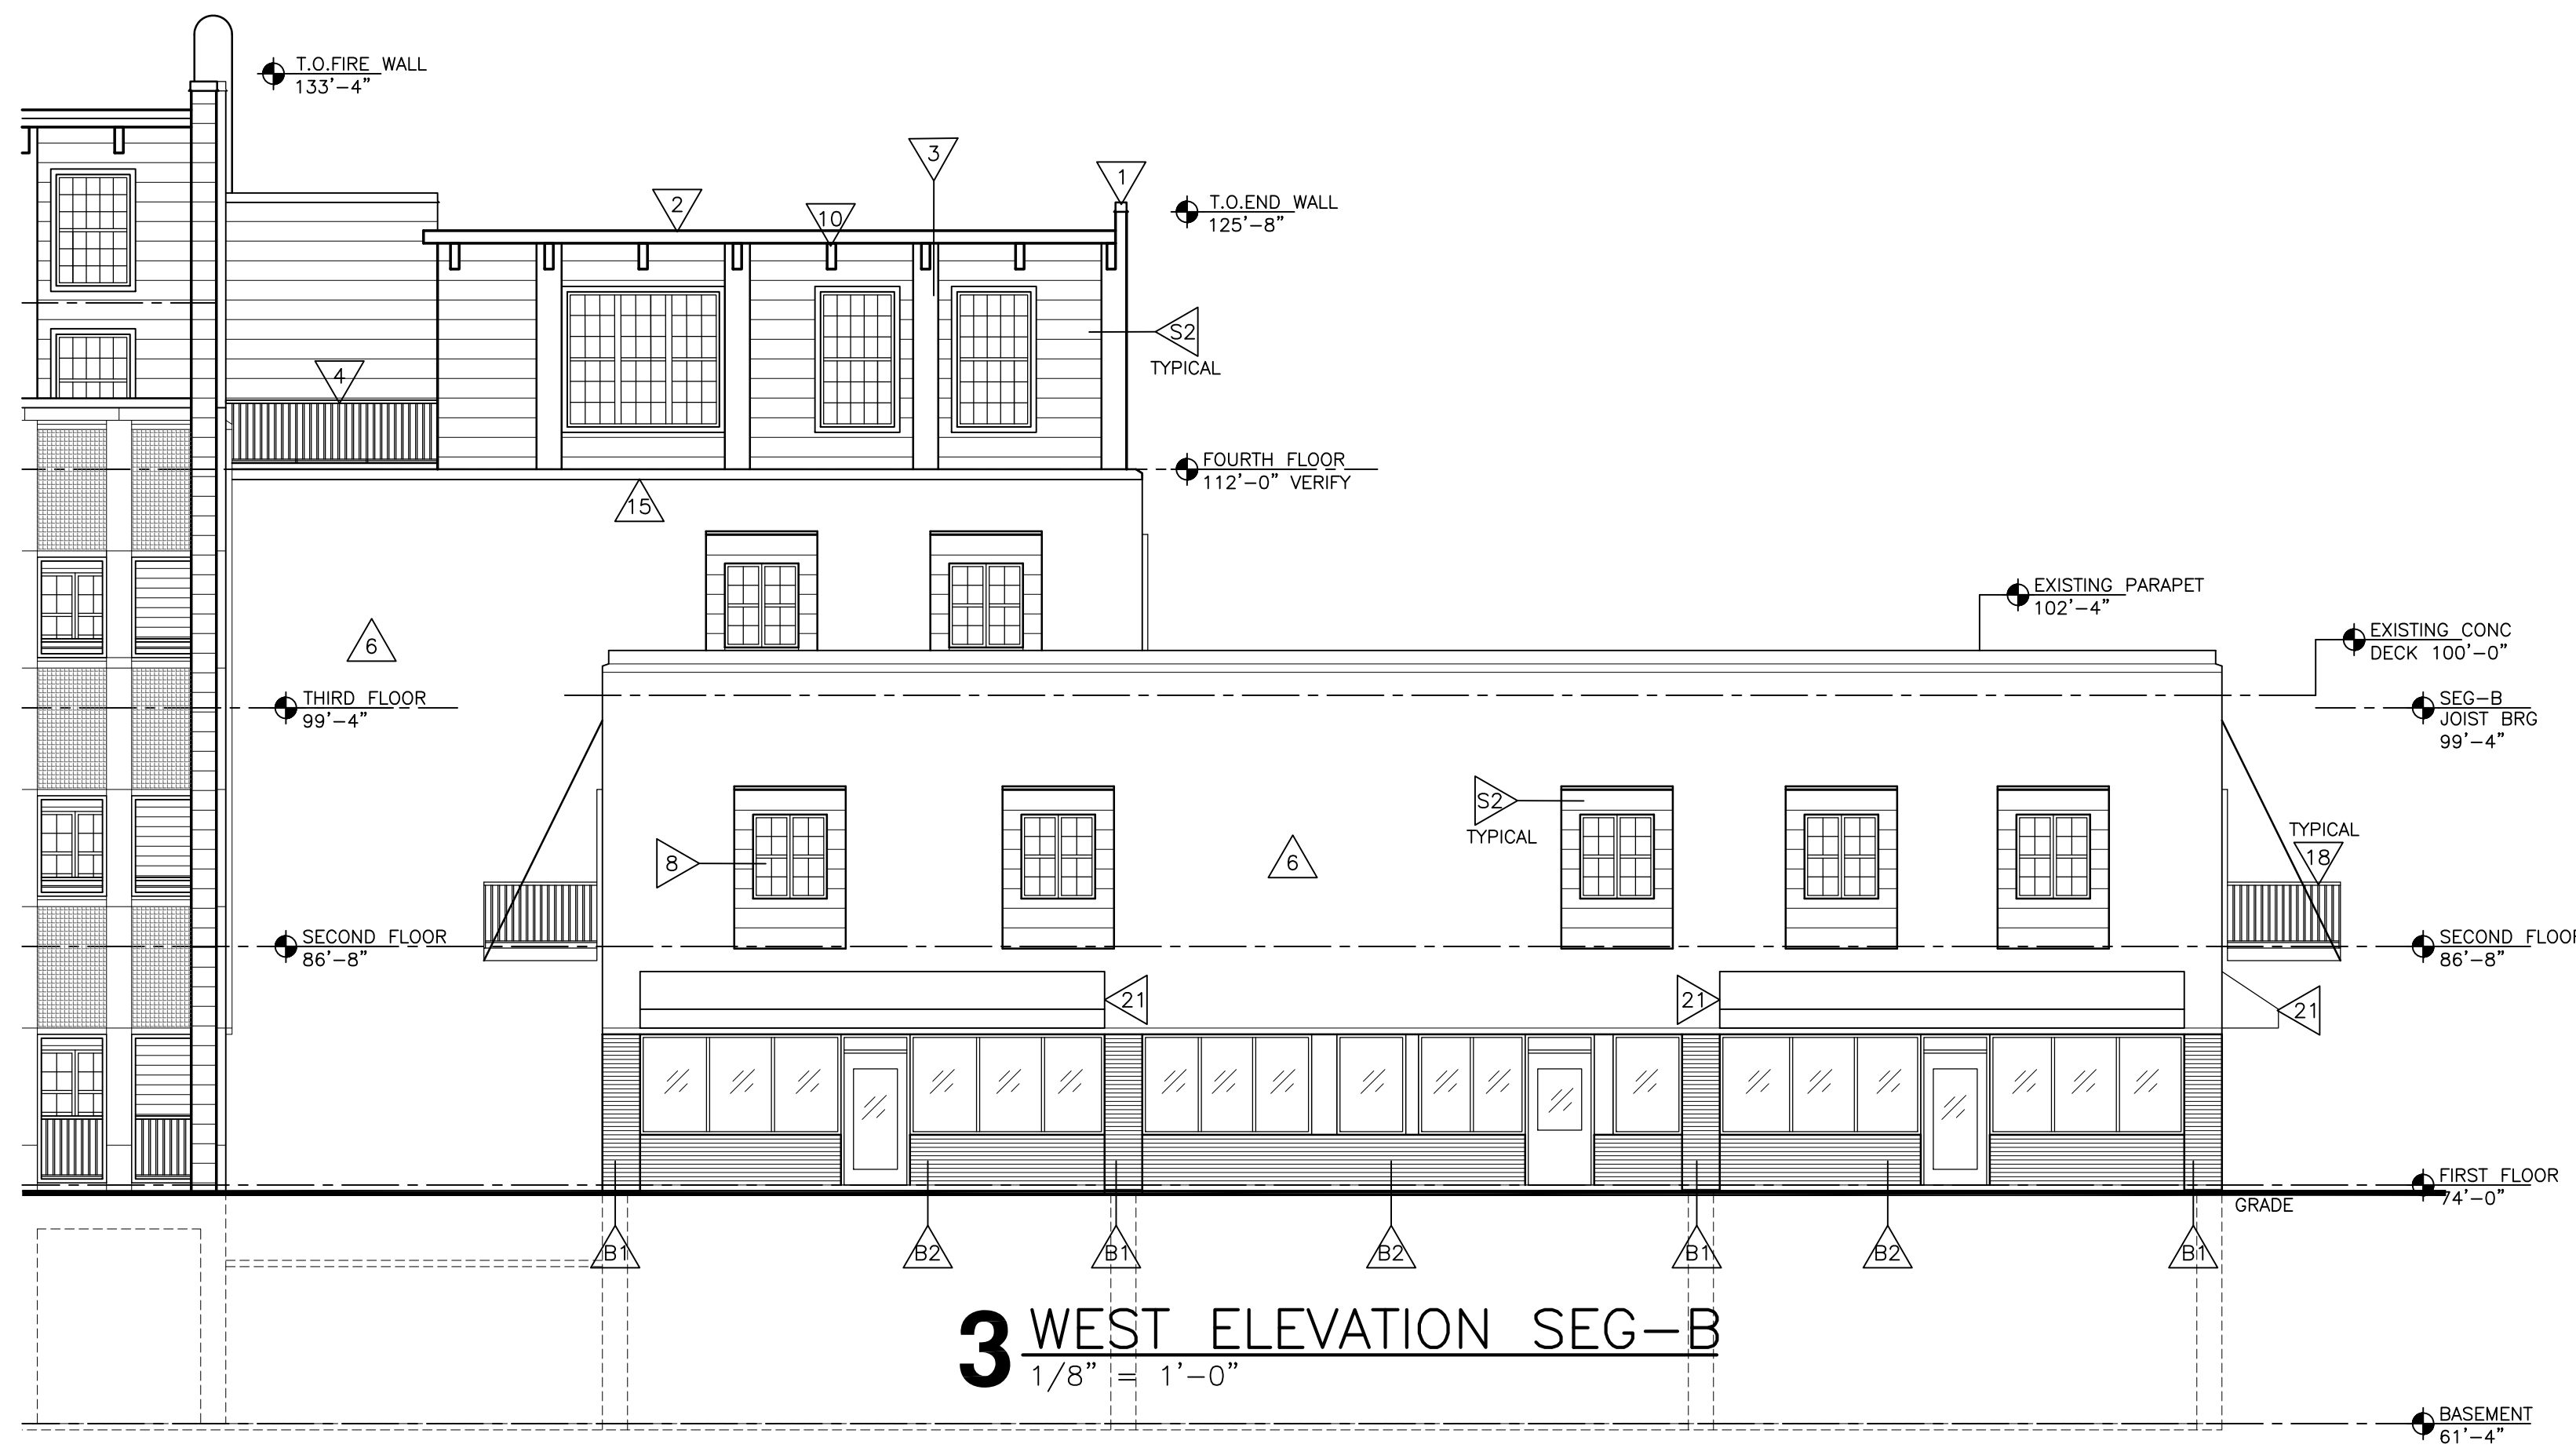 T.O.FIRE WALL
133'-4"
3
1
2
10
T.O.END WALL
125'-8"
S2
TYPICAL
4
FOURTH FLOOR
112'-0" VERIFY
15
EXISTING PARAPET
102'-4"
EXISTING CONC
DECK 100'-0"
6
THIRD FLOOR
99'-4"
SEG-B
JOIST BRG
99'-4"
S2
TYPICAL
8
6
TYPICAL
18
SECOND FLOOR
86'-8"
SECOND FLOOR
86'-8"
21
21
21
FIRST FLOOR
74'-0"
GRADE
B1
B2
B1
B2
B1
B2
B1
3 WEST ELEVATION SEG-B
1/8" = 1'-0"
BASEMENT
61'-4"